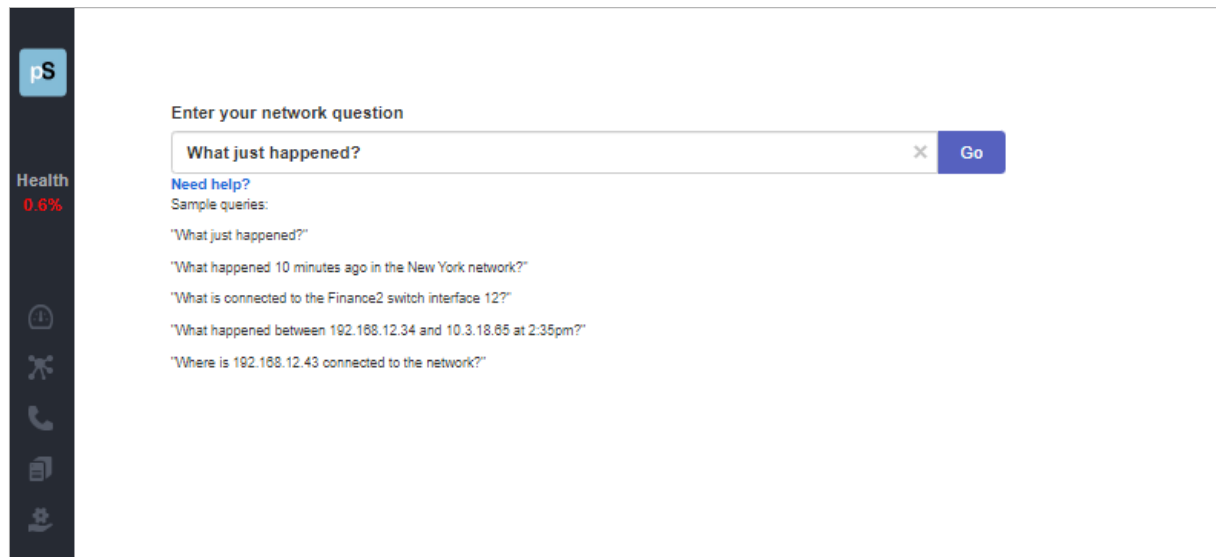 pS
Health
0.6%
Enter your network question
What just happened?
Go
Need help?
Sample queries:
"What just happened?"
"What happened 10 minutes ago in the New York network?"
"What is connected to the Finance2 switch interface 12?"
"What happened between 192.168.12.34 and 10.3.18.65 at 2:35pm?"
"Where is 192.168.12.43 connected to the network?"